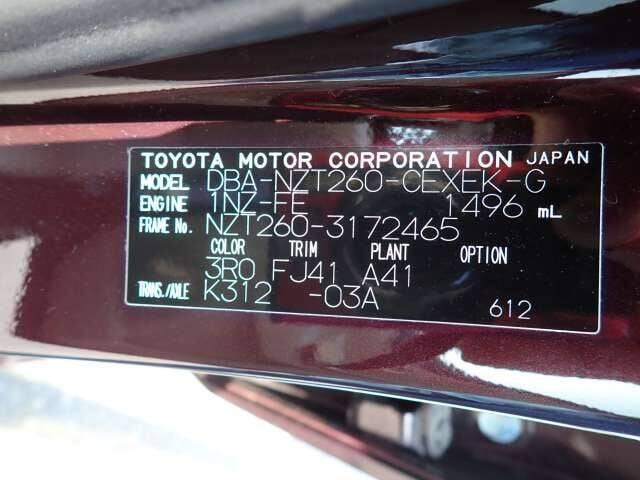 TOYOTA MOTOR CORPORATION JAPAN
MODEL DBA-NZT260-CEXEK-G
ENGINE 1NZ-FE 1496 mL
FRAME No. NZT260-3172465
COLOR TRIM PLANT OPTION
3R0 FJ41 A41
TRANS./AXLE K312 -03A
612